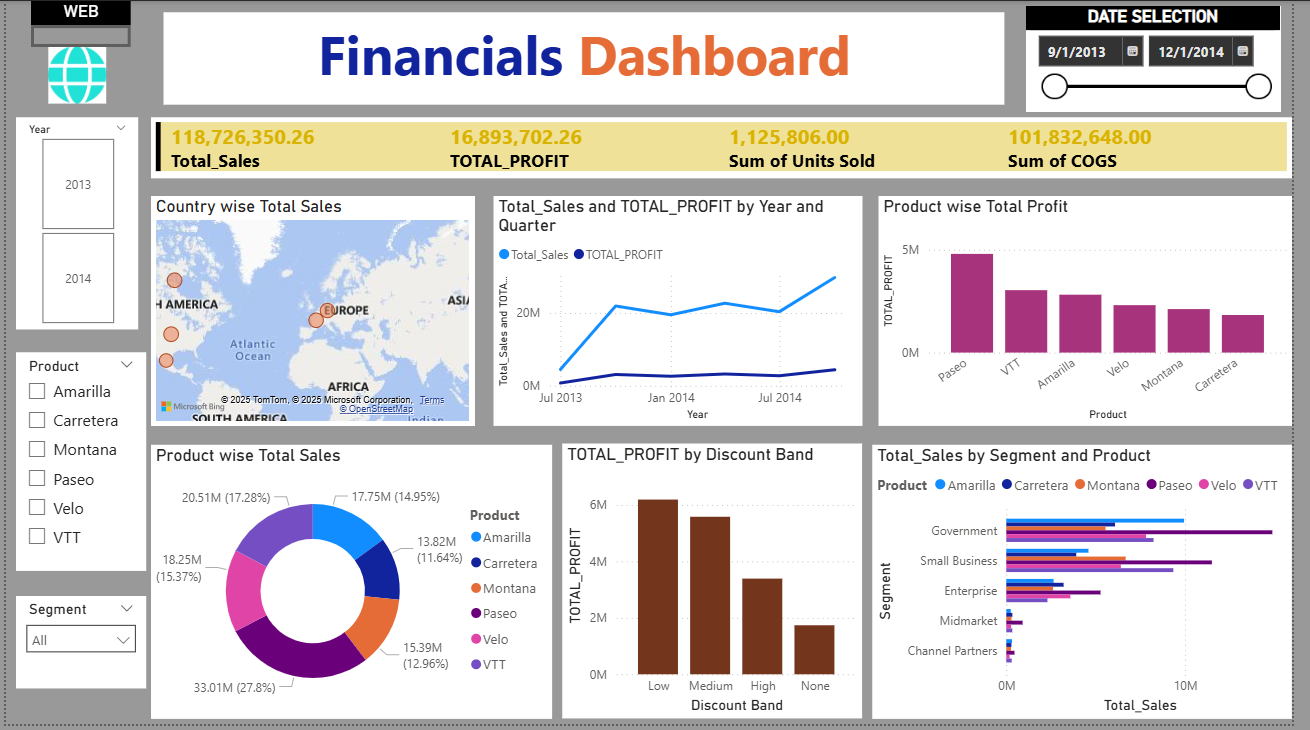 WEB
Financials Dashboard
DATE SELECTION
9/1/2013
12/1/2014
Year
2013
2014
118,726,350.26
Total_Sales
16,893,702.26
TOTAL_PROFIT
1,125,806.00
Sum of Units Sold
101,832,648.00
Sum of COGS
Product
Amarilla
Carretera
Montana
Paseo
Velo
VTT
Segment
All
Country wise Total Sales
H AMERICA
EUROPE
ASIA
Atlantic
Ocean
AFRICA
© 2025 TomTom, © 2025 Microsoft Corporation, Terms
Microsoft Bing
© OpenStreetMap
SOUTH AMERICA
Indian
Total_Sales and TOTAL_PROFIT by Year and
Quarter
Total_Sales
TOTAL_PROFIT
Total_Sales and TOTA...
20M
0M
Jul 2013
Jan 2014
Jul 2014
Year
Product wise Total Profit
TOTAL_PROFIT
5M
0M
Paseo
VTT
Amarilla
Velo
Montana
Carretera
Product
Product wise Total Sales
20.51M (17.28%)
17.75M (14.95%)
13.82M
(11.64%)
18.25M
(15.37%)
15.39M
(12.96%)
33.01M (27.8%)
Product
Amarilla
Carretera
Montana
Paseo
Velo
VTT
TOTAL_PROFIT by Discount Band
TOTAL_PROFIT
6M
4M
2M
0M
Low
Medium
High
None
Discount Band
Total_Sales by Segment and Product
Product
Amarilla
Carretera
Montana
Paseo
Velo
VTT
Segment
Government
Small Business
Enterprise
Midmarket
Channel Partners
0M
10M
Total_Sales